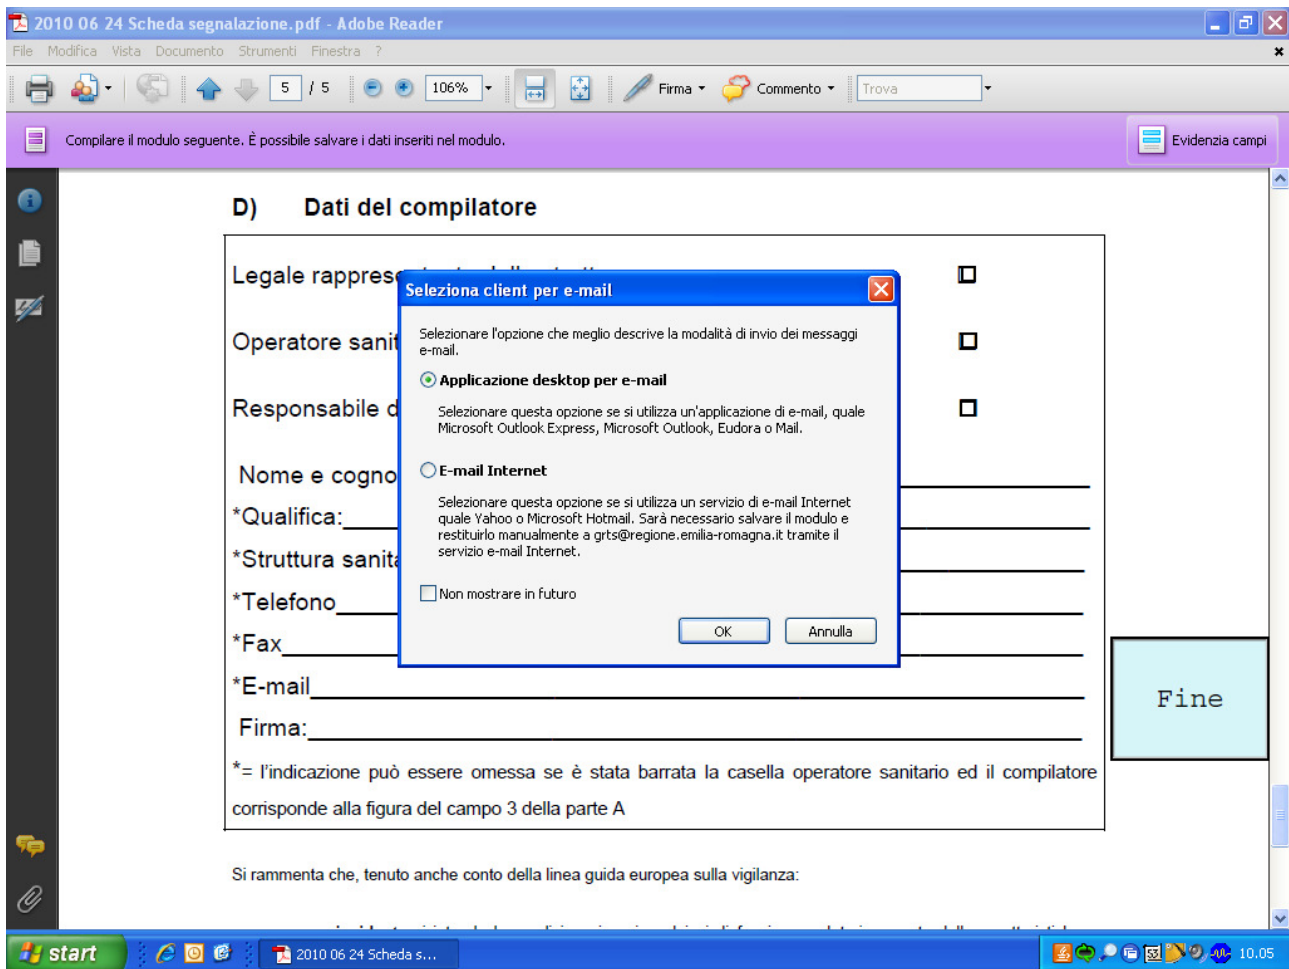 2010 06 24 Scheda segnalazione.pdf - Adobe Reader
File Modifica Vista Documento Strumenti Finestra ?
5 / 5 106% Firma Commento Trova
Compilare il modulo seguente. È possibile salvare i dati inseriti nel modulo. Evidenzia campi
D) Dati del compilatore
Legale
Seleziona client per e-mail
Selezionare l'opzione che meglio descrive la modalità di invio dei messaggi
e-mail.
Operatore sanit
Applicazione desktop per e-mail
Selezionare questa opzione se si utilizza un'applicazione di e-mail, quale
Microsoft Outlook Express, Microsoft Outlook, Eudora o Mail.
Responsabile d
E-mail Internet
Selezionare questa opzione se si utilizza un servizio di e-mail Internet
quale Yahoo o Microsoft Hotmail. Sarà necessario salvare il modulo e
restituirlo manualmente a grts@regione.emilia-romagna.it tramite il
servizio e-mail Internet.
Non mostrare in futuro
OK Annulla
Nome e cogno
*Qualifica:
*Struttura sanita
*Telefono
*Fax
*E-mail
Firma:
Fine
*= l'indicazione può essere omessa se è stata barrata la casella operatore sanitario ed il compilatore
corrisponde alla figura del campo 3 della parte A
Si rammenta che, tenuto anche conto della linea guida europea sulla vigilanza:
start 2010 06 24 Scheda s... 10.05